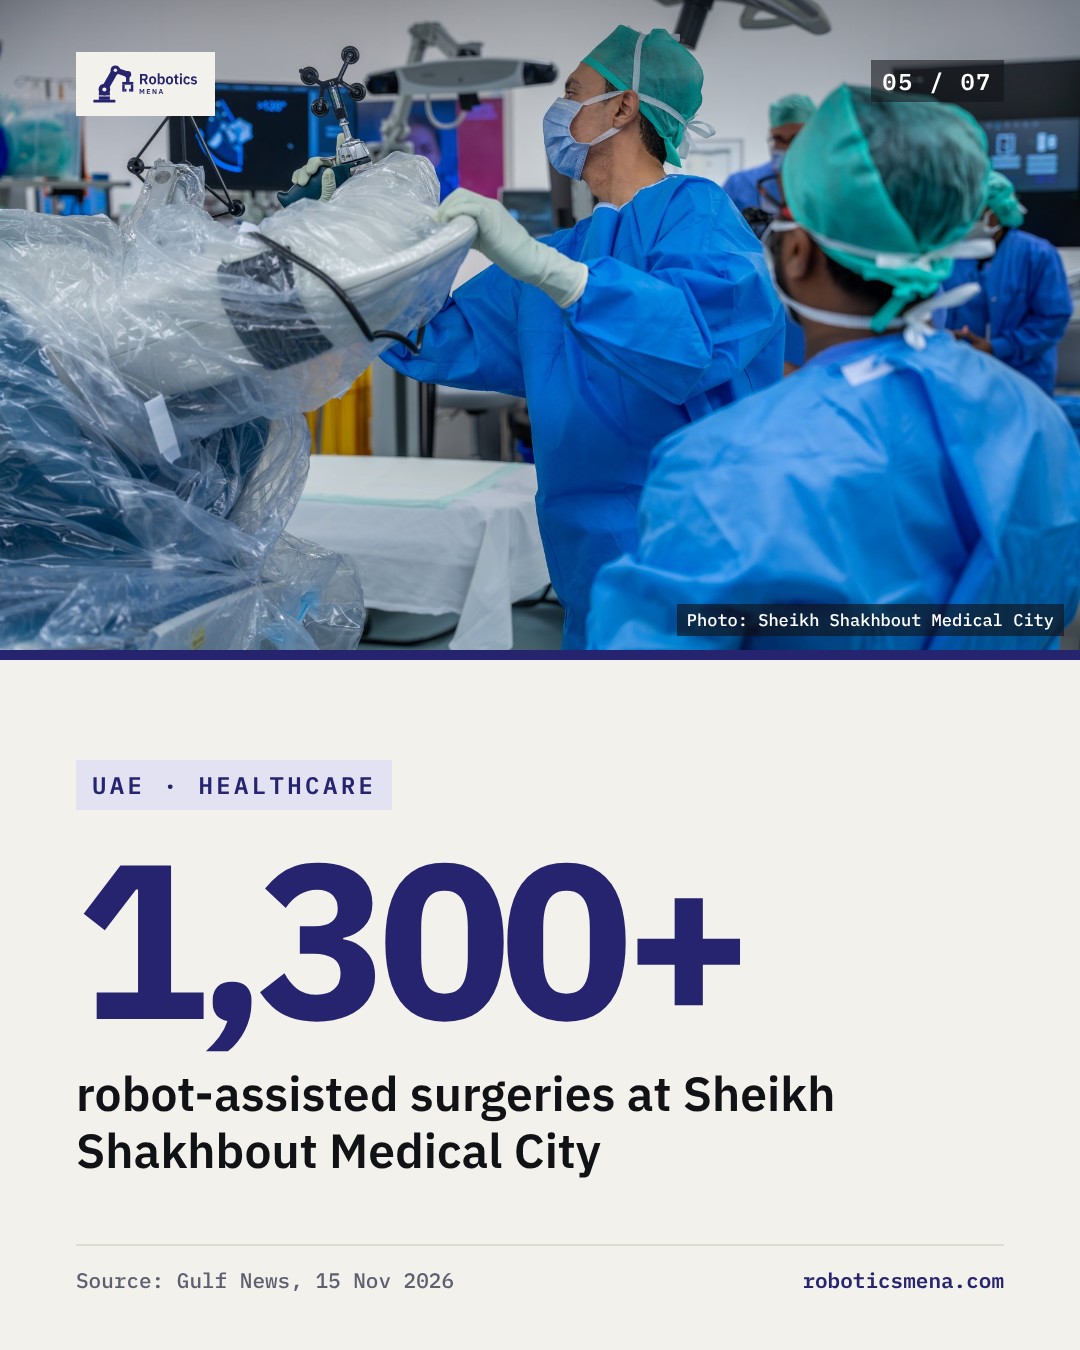 Robotics
MENA
05 / 07
Photo: Sheikh Shakhbout Medical City
UAE · HEALTHCARE
1,300+
robot-assisted surgeries at Sheikh
Shakhbout Medical City
Source: Gulf News, 15 Nov 2026
roboticsmena.com